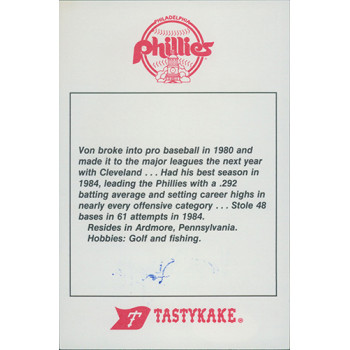 PHILADELPHIA
Phillies
Von broke into pro baseball in 1980 and
made it to the major leagues the next year
with Cleveland . . . Had his best season in
1984, leading the Phillies with a .292
batting average and setting career highs in
nearly every offensive category . . . Stole 48
bases in 61 attempts in 1984.
Resides in Ardmore, Pennsylvania.
Hobbies: Golf and fishing.
T TASTYKAKE®